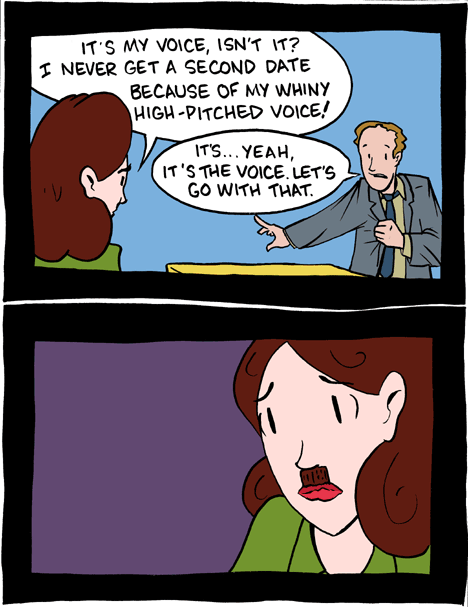 IT'S MY VOICE, ISN'T IT?
I NEVER GET A SECOND DATE
BECAUSE OF MY WHINY
HIGH-PITCHED VOICE!
IT'S...YEAH,
IT'S THE VOICE. LET'S
GO WITH THAT.